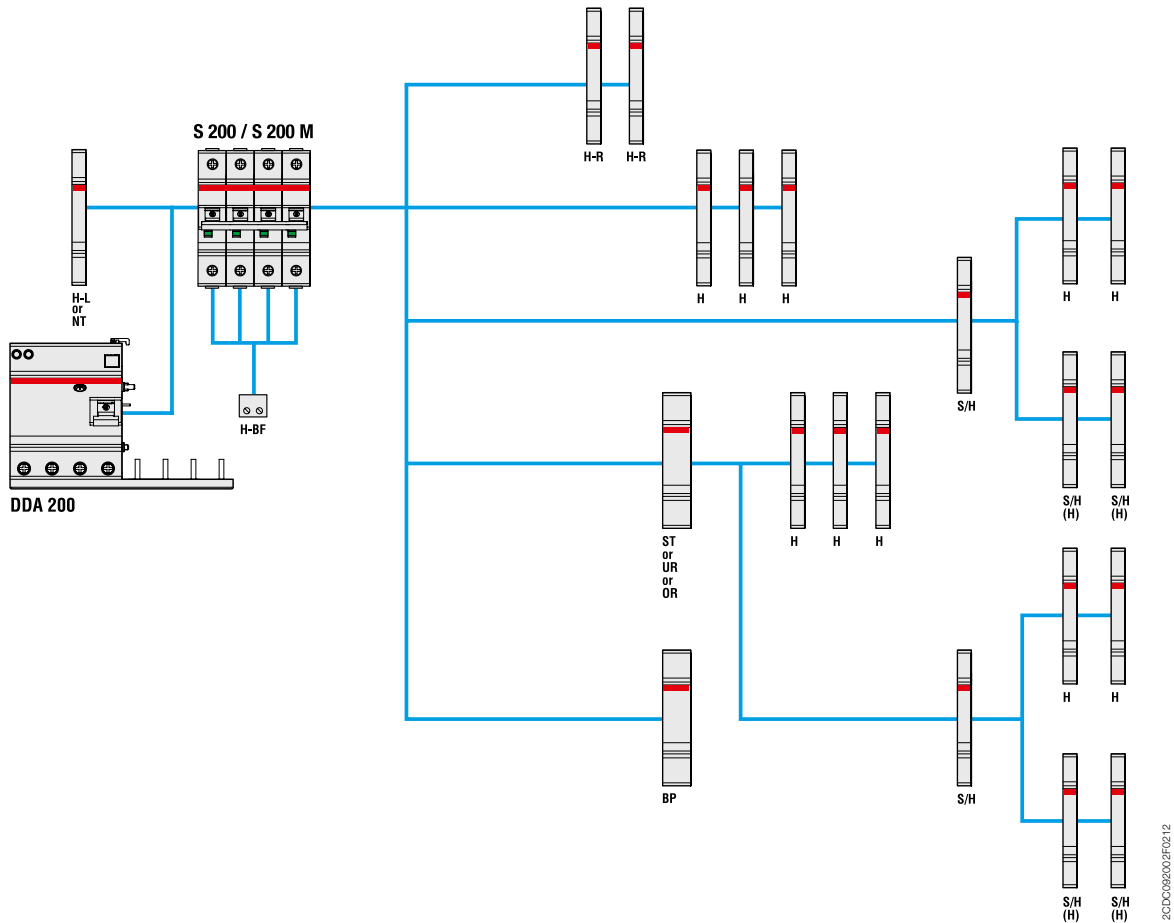 S 200 / S 200 M
H-R
H-R
H-L
or
NT
H
H
H
H
H
H-BF
S/H
DDA 200
S/H
(H)
S/H
(H)
ST
or
UR
or
OR
H
H
H
H
H
BP
S/H
S/H
(H)
S/H
(H)
2CDC092002F0212